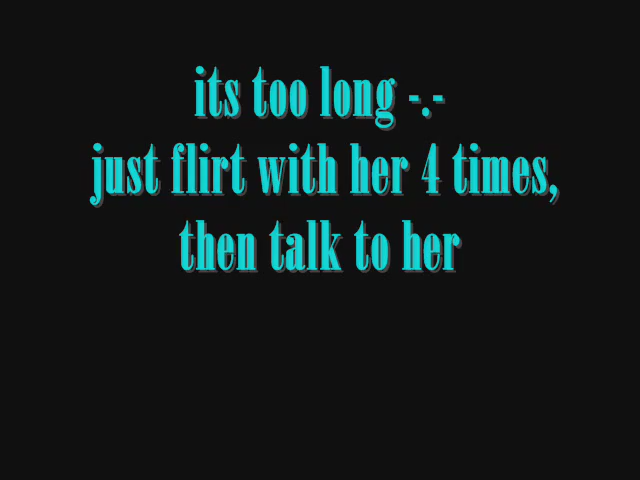 its too long -.-
just flirt with her 4 times,
then talk to her